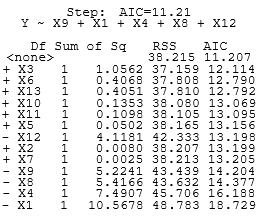 Step: AIC=11.21
Y ~ X9 + X1 + X4 + X8 + X12
Df Sum of Sq RSS AIC
<none> 38.215 11.207
+ X3 1 1.0562 37.159 12.114
+ X6 1 0.4068 37.808 12.790
+ X13 1 0.4051 37.810 12.792
+ X10 1 0.1353 38.080 13.069
+ X11 1 0.1098 38.105 13.095
+ X5 1 0.0502 38.165 13.156
- X12 1 4.1181 42.333 13.198
+ X2 1 0.0080 38.207 13.199
+ X7 1 0.0025 38.213 13.205
- X9 1 5.2241 43.439 14.204
- X8 1 5.4166 43.632 14.377
- X4 1 7.4907 45.706 16.188
- X1 1 10.5678 48.783 18.729